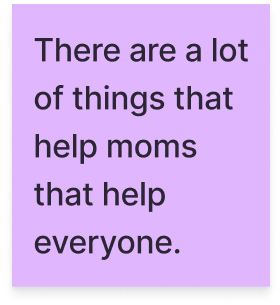 There are a lot
of things that
help moms
that help
everyone.